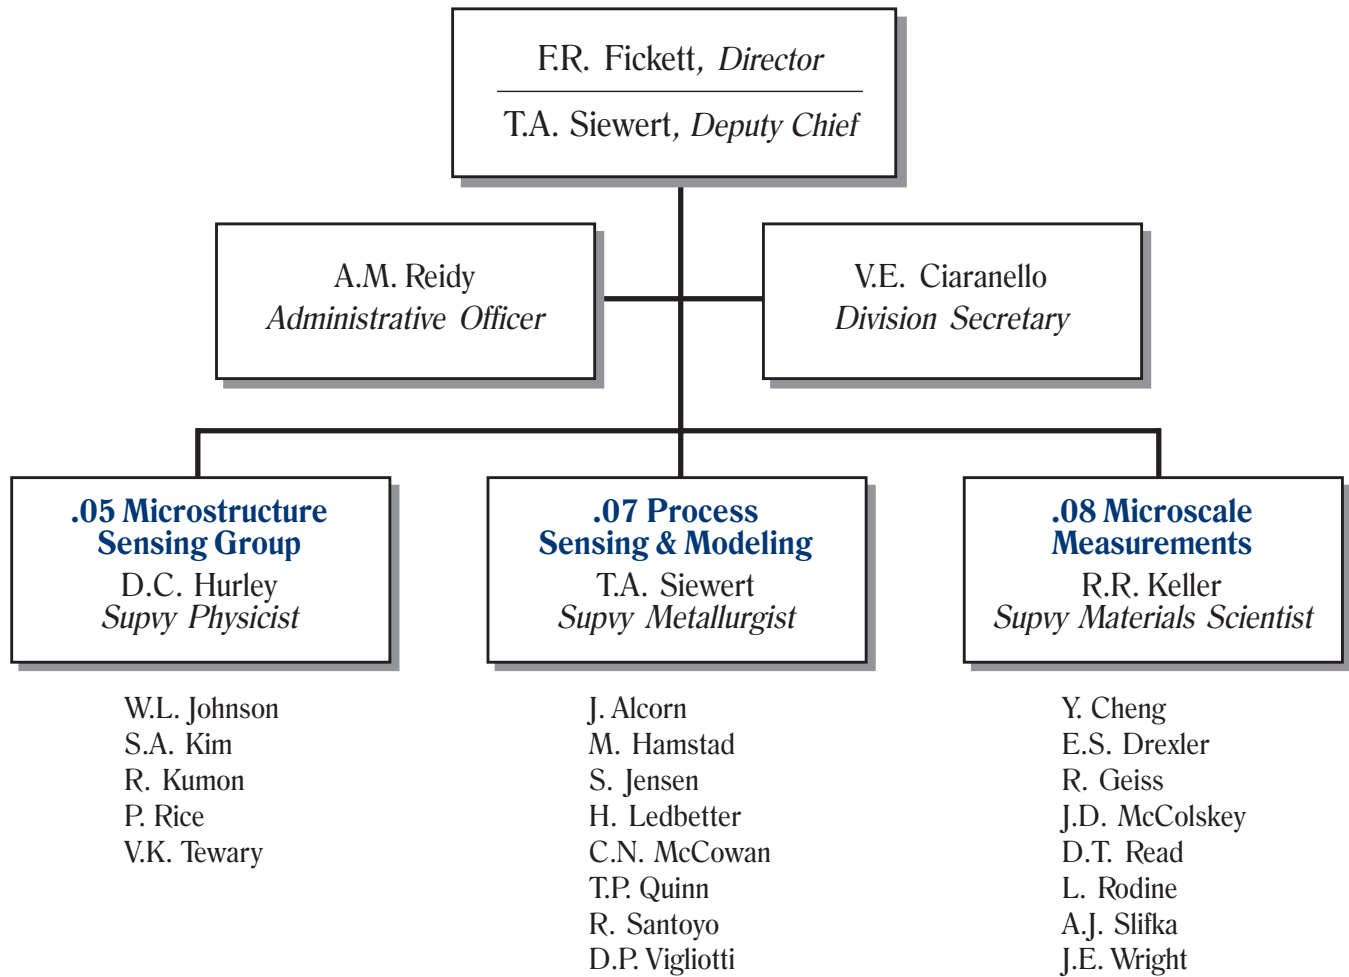 F.R. Fickett, Director
T.A. Siewert, Deputy Chief
A.M. Reidy
Administrative Officer
V.E. Ciaranello
Division Secretary
.05 Microstructure
Sensing Group
D.C. Hurley
Supvy Physicist
W.L. Johnson
S.A. Kim
R. Kumon
P. Rice
V.K. Tewary
.07 Process
Sensing & Modeling
T.A. Siewert
Supvy Metallurgist
J. Alcorn
M. Hamstad
S. Jensen
H. Ledbetter
C.N. McCowan
T.P. Quinn
R. Santoyo
D.P. Vigliotti
.08 Microscale
Measurements
R.R. Keller
Supvy Materials Scientist
Y. Cheng
E.S. Drexler
R. Geiss
J.D. McColskey
D.T. Read
L. Rodine
A.J. Slifka
J.E. Wright